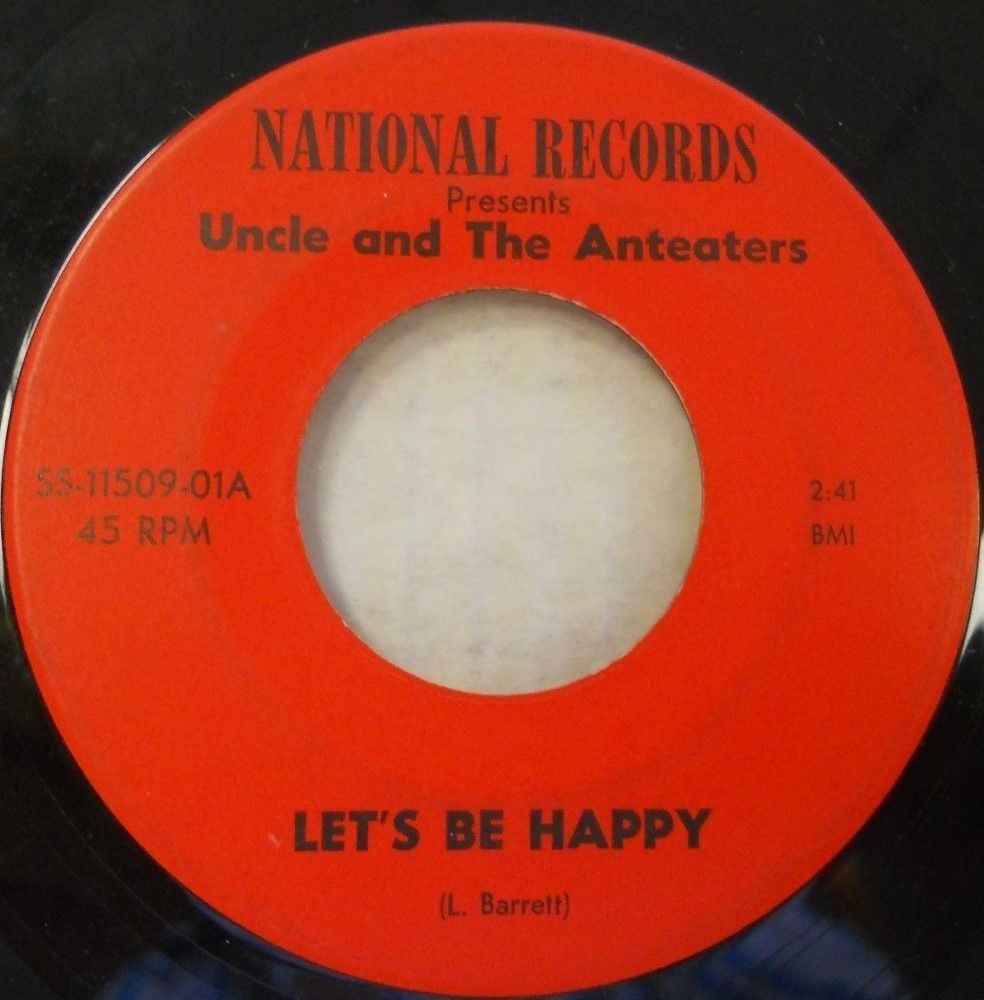 NATIONAL RECORDS
Presents
Uncle and The Anteaters
SS-11509-01A
45 RPM
2:41
BMI
LET'S BE HAPPY
(L. Barrett)